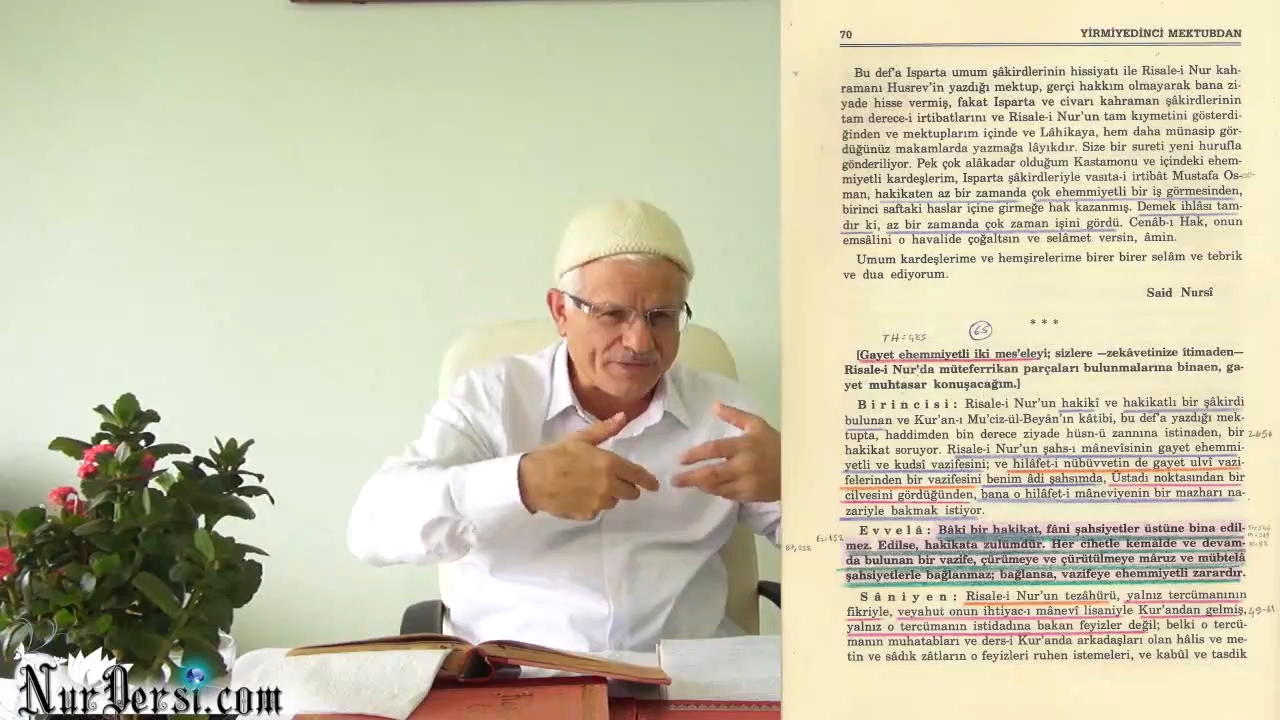 70 YİRMİYEDİNCİ MEKTUBDAN
Bu def'a Isparta umum şâkirdlerinin hissiyatı ile Risale-i Nur kah-
ramanı Husrev'in yazdığı mektup, gerçi hakkım olmayarak bana zi-
yade hisse vermiş, fakat Isparta ve civarı kahraman şâkirdlerinin
tam derece-i irtibatlarını ve Risale-i Nur'un tam kıymetini gösterdi-
ğinden ve mektuplarım içinde ve Lâhikaya, hem daha münasip gör-
düğünüz makamlarda yazmağa lâyıkdır. Size bir sureti yeni hurufla
gönderiliyor. Pek çok alâkadar olduğum Kastamonu ve içindeki ehem-
miyetli kardeşlerim, Isparta şâkirdleriyle vasıta-i irtibât Mustafa Os-
man, hakikaten az bir zamanda çok ehemmiyetli bir iş görmesinden,
birinci saftaki haslar içine girmeğe hak kazanmış. Demek ihlâsı tam-
dır ki, az bir zamanda çok zaman işini gördü. Cenâb-ı Hak, onun
emsâlini o havalide çoğaltsın ve selâmet versin, âmin.
Umum kardeşlerime ve hemşirelerime birer birer selâm ve tebrik
ve dua ediyorum.
Said Nursî
* * *
TH=485 65
[Gayet ehemmiyetli iki mes'eleyi; sizlere —zekâvetinize îtimaden—
Risale-i Nur'da müteferrikan parçaları bulunmalarına binaen, ga-
yet muhtasar konuşacağım.]
Birincisi: Risale-i Nur'un hakikî ve hakikatlı bir şâkirdi
bulunan ve Kur'an-ı Mu'ciz-ül-Beyân'ın kâtibi, bu def'a yazdığı mek-
tupta, haddimden bin derece ziyade hüsn-ü zannına istinaden, bir
hakikat soruyor. Risale-i Nur'un şahs-ı mânevîsinin gayet ehemmi-
yetli ve kudsî vazifesini; ve hilâfet-i nübüvvetin de gayet ulvî vazi-
felerinden bir vazifesini benim âdi şahsımda, Üstadı noktasından bir
cilvesini gördüğünden, bana o hilâfet-i mâneviyenin bir mazharı na-
zariyle bakmak istiyor.
Evvelâ: Bâki bir hakikat, fâni şahsiyetler üstüne bina edil-
mez. Edilse, hakikata zulümdür. Her cihetle kemâlde ve devam-
da bulunan bir vazife, çürümeye ve çürütülmeye mâruz ve mübtelâ
şahsiyetlerle bağlanmaz; bağlansa, vazifeye ehemmiyetli zarardır.
Sâniyen: Risale-i Nur'un tezâhürü, yalnız tercümanının
fikriyle, veyahut onun ihtiyac-ı mânevî lisaniyle Kur'andan gelmiş,
yalnız o tercümanın istidadına bakan feyizler değil; belki o tercü-
manın muhatabları ve ders-i Kur'anda arkadaşları olan hâlis ve me-
tin ve sâdık zâtların o feyizleri ruhen istemeleri, ve kabûl ve tasdik
NurDersi.com